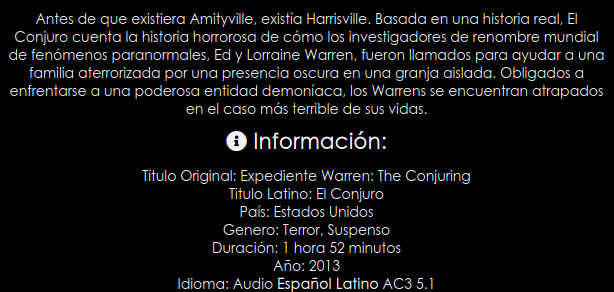 Antes de que existiera Amityville, existía Harrisville. Basada en una historia real, El
Conjuro cuenta la historia horrorosa de cómo los investigadores de renombre mundial
de fenómenos paranormales, Ed y Lorraine Warren, fueron llamados para ayudar a una
familia aterrorizada por una presencia oscura en una granja aislada. Obligados a
enfrentarse a una poderosa entidad demoníaca, los Warrens se encuentran atrapados
en el caso más terrible de sus vidas.
Información:
Título Original: Expediente Warren: The Conjuring
Titulo Latino: El Conjuro
País: Estados Unidos
Genero: Terror, Suspenso
Duración: 1 hora 52 minutos
Año: 2013
Idioma: Audio Español Latino AC3 5.1